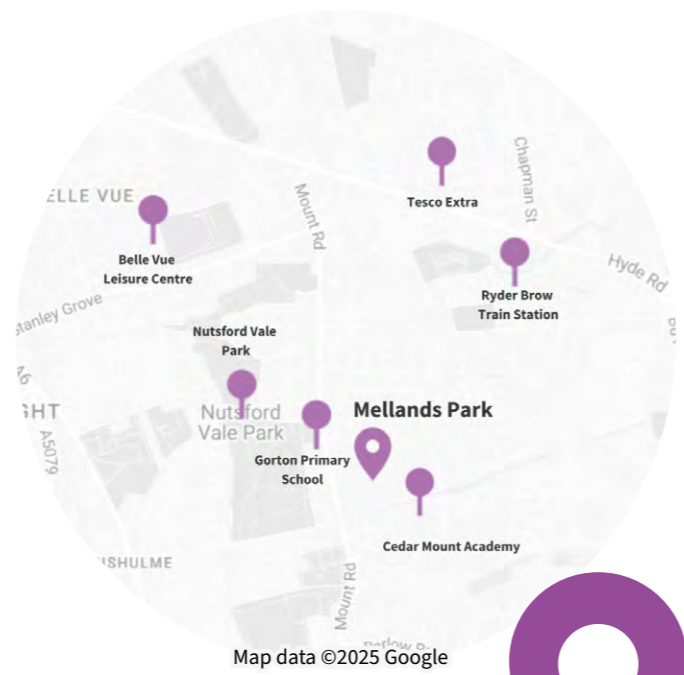 Chapman St
Tesco Extra
ELLE VUE
Mount Rd
Belle Vue
Leisure Centre
Hyde Rd
Ryder Brow
Train Station
Stanley Grove
Nutsford Vale
Park
A6
GHT
Nutsford
Vale Park
Mellands Park
A5079
Gorton Primary
School
Cedar Mount Academy
SHULME
Mount Rd
Map data ©2025 Google